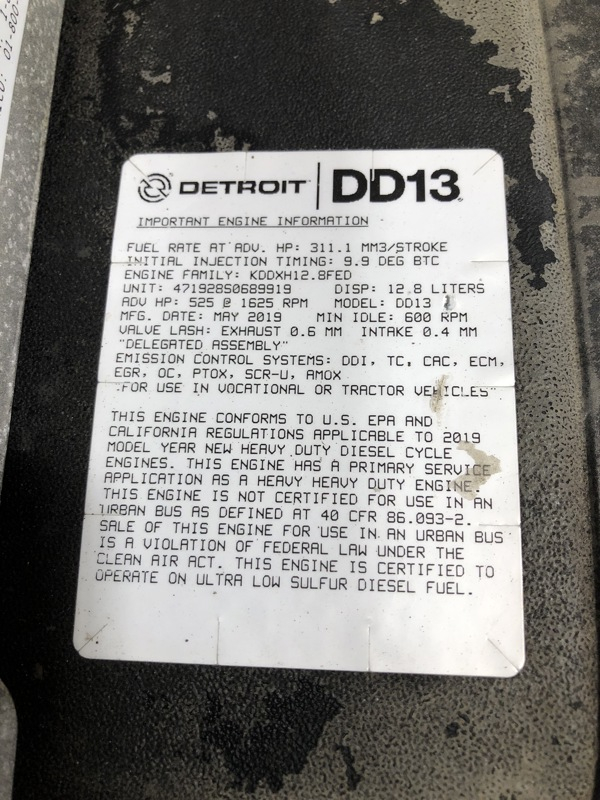 DETROIT | DD13
IMPORTANT ENGINE INFORMATION
FUEL RATE AT ADV. HP: 311.1 MM3/STROKE
INITIAL INJECTION TIMING: 9.9 DEG BTC
ENGINE FAMILY: KDDXH12.8FED
UNIT: 471928S0689919 DISP: 12.8 LITERS
ADV HP: 525 @ 1625 RPM MODEL: DD13
MFG. DATE: MAY 2019 MIN IDLE: 600 RPM
VALVE LASH: EXHAUST 0.6 MM INTAKE 0.4 MM
"DELEGATED ASSEMBLY"
EMISSION CONTROL SYSTEMS: DDI, TC, CAC, ECM,
EGR, OC, PTOX, SCR-U, AMOX
"FOR USE IN VOCATIONAL OR TRACTOR VEHICLES"
THIS ENGINE CONFORMS TO U.S. EPA AND
CALIFORNIA REGULATIONS APPLICABLE TO 2019
MODEL YEAR NEW HEAVY DUTY DIESEL CYCLE
ENGINES. THIS ENGINE HAS A PRIMARY SERVICE
APPLICATION AS A HEAVY HEAVY DUTY ENGINE.
THIS ENGINE IS NOT CERTIFIED FOR USE IN AN
URBAN BUS AS DEFINED AT 40 CFR 86.093-2.
SALE OF THIS ENGINE FOR USE IN AN URBAN BUS
IS A VIOLATION OF FEDERAL LAW UNDER THE
CLEAN AIR ACT. THIS ENGINE IS CERTIFIED TO
OPERATE ON ULTRA LOW SULFUR DIESEL FUEL.